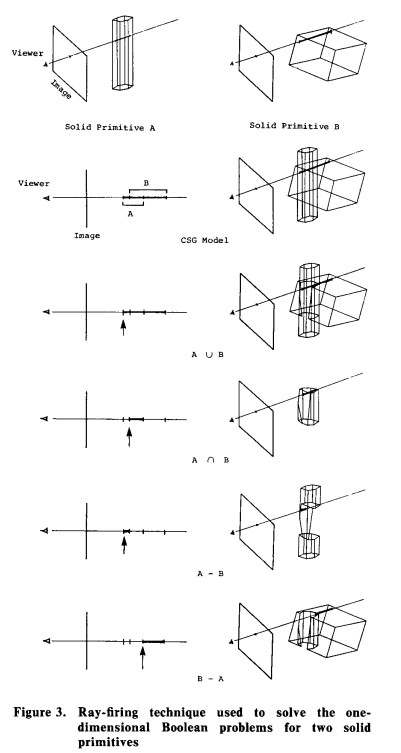 Viewer
Image
Solid Primitive A
Solid Primitive B
Viewer
B
A
Image
CSG Model
A ∪ B
A ∩ B
A - B
B - A
Figure 3. Ray-firing technique used to solve the one-
dimensional Boolean problems for two solid
primitives